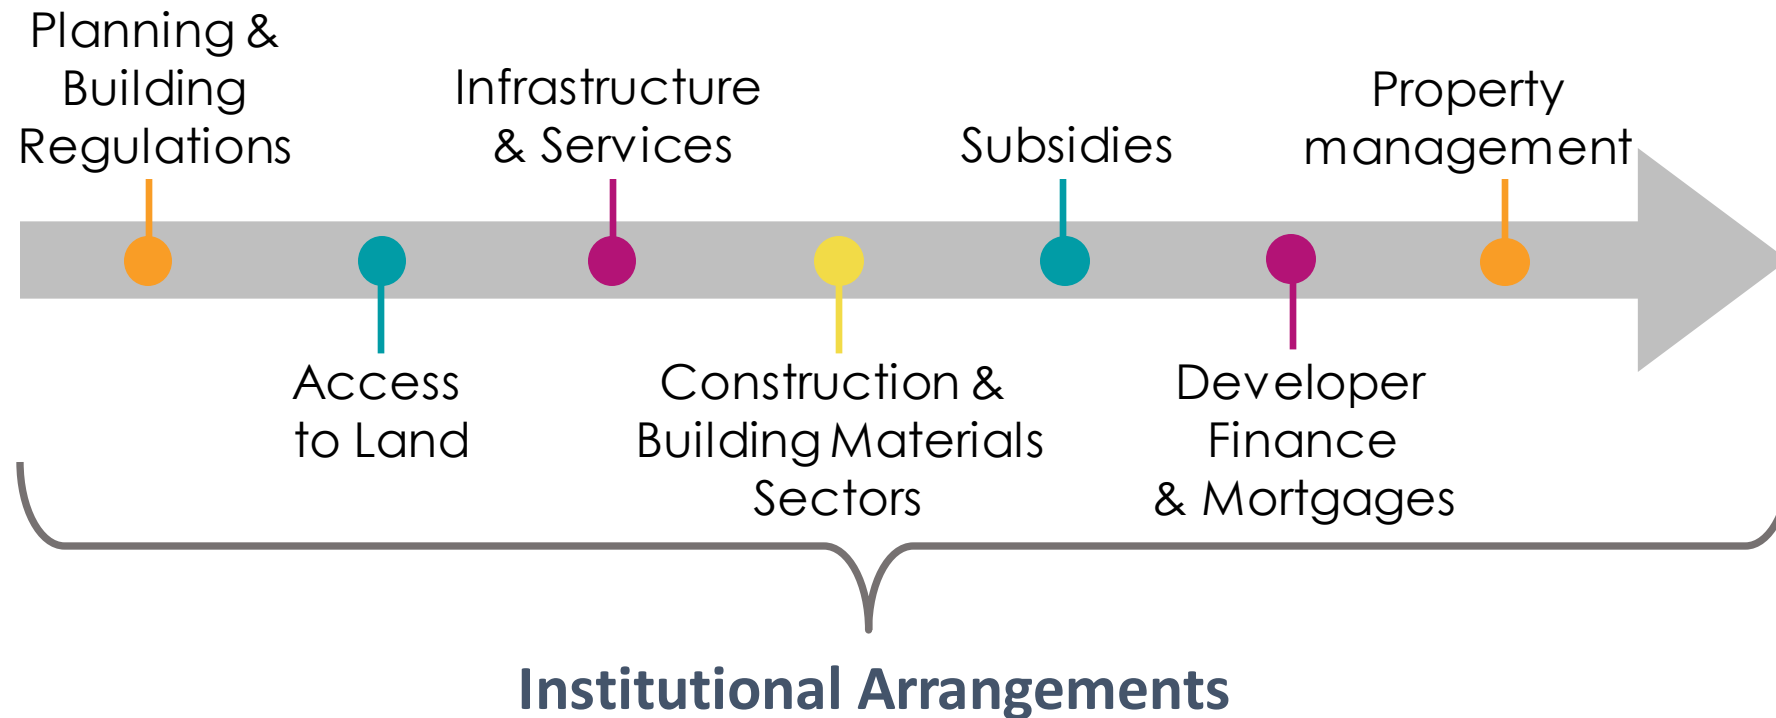 Planning &
Building
Regulations
Access
to Land
Infrastructure
& Services
Construction &
Building Materials
Sectors
Subsidies
Developer
Finance
& Mortgages
Property
management
Institutional Arrangements